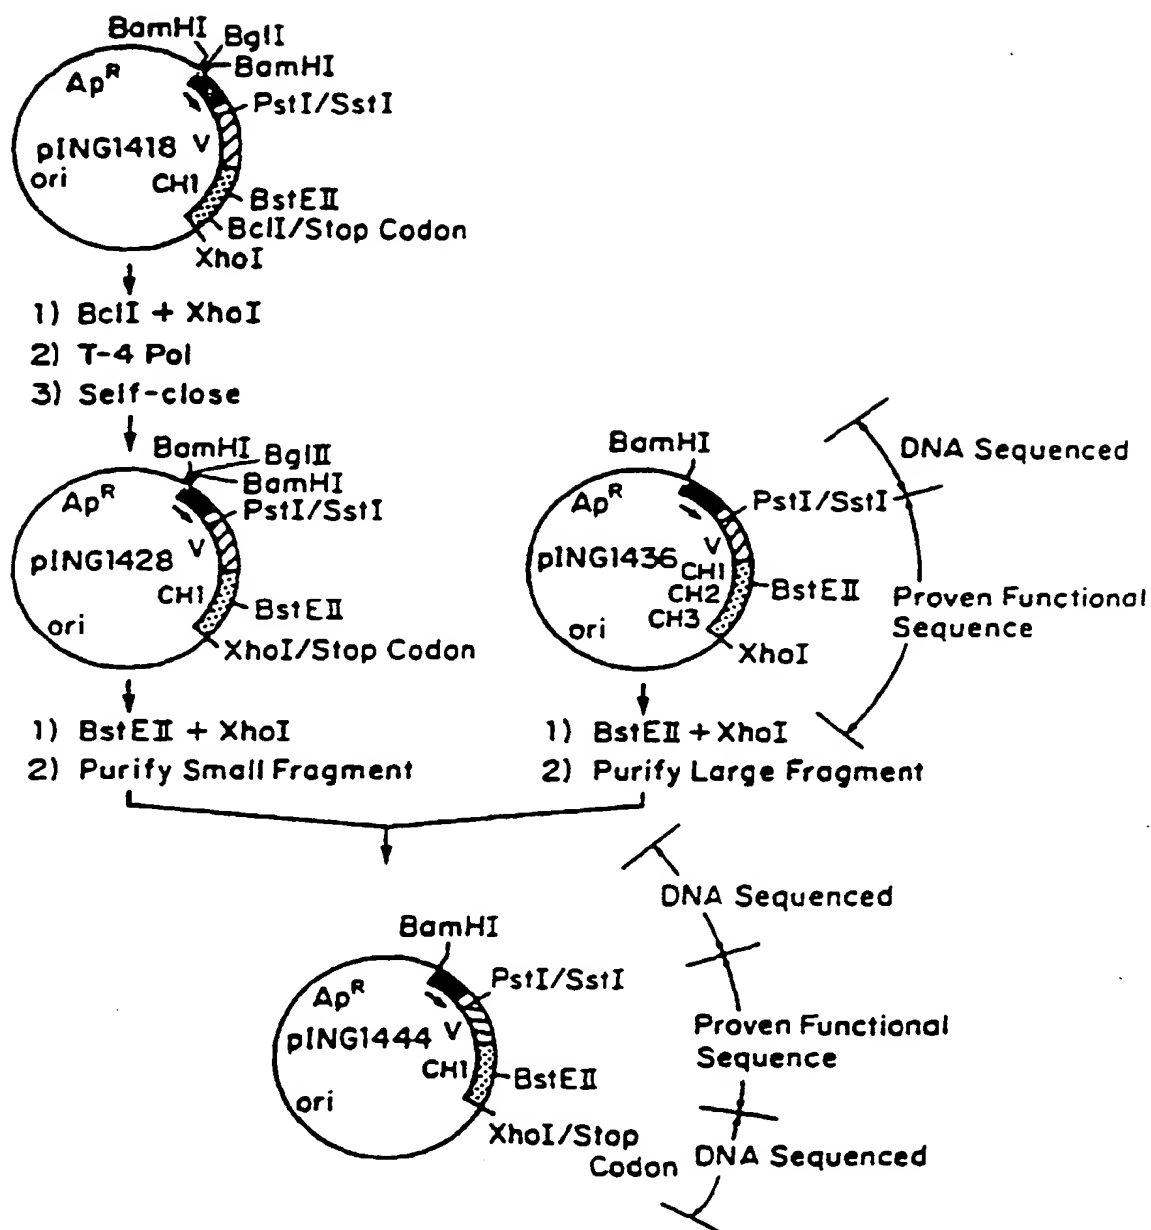 BamHI
BglI
BamHI
Ap^R
PstI/SstI
pING1418
V
ori
CH1
BstEII
BclI/Stop Codon
XhoI
1) BclI + XhoI
2) T-4 Pol
3) Self-close
BamHI
BglII
BamHI
Ap^R
PstI/SstI
V
pING1428
CH1
BstEII
ori
XhoI/Stop Codon
1) BstEII + XhoI
2) Purify Small Fragment
BamHI
Ap^R
PstI/SstI
V
pING1436
CH1
CH2
BstEII
CH3
ori
XhoI
DNA Sequenced
Proven Functional
Sequence
1) BstEII + XhoI
2) Purify Large Fragment
BamHI
Ap^R
PstI/SstI
V
pING1444
CH1
BstEII
ori
XhoI/Stop
Codon
DNA Sequenced
Proven Functional
Sequence
DNA Sequenced